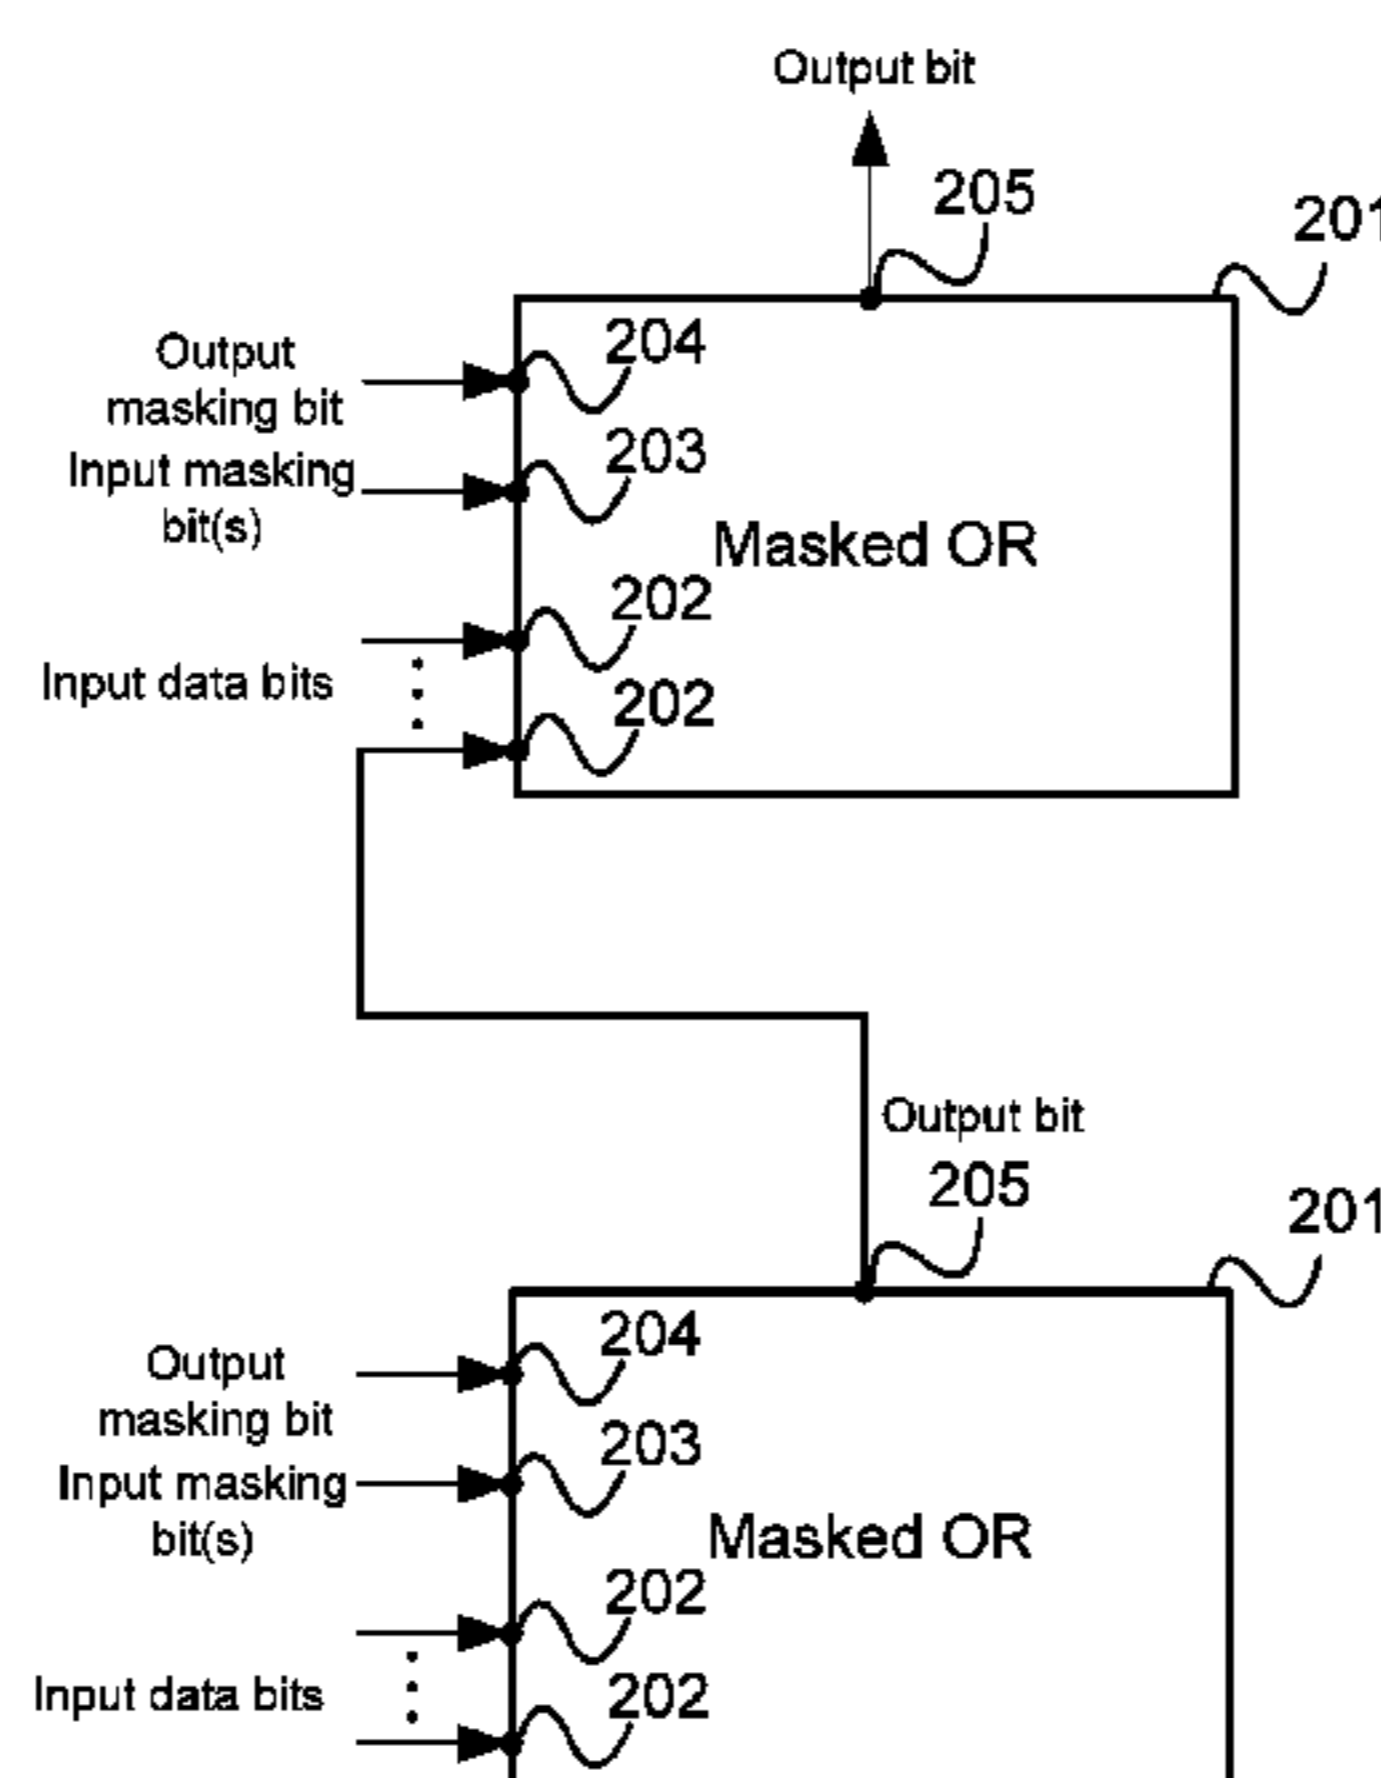 Output bit
205
201
Output
masking bit
204
Input masking
bit(s)
203
Masked OR
202
Input data bits
202
Output bit
205
201
Output
masking bit
204
Input masking
bit(s)
203
Masked OR
202
Input data bits
202